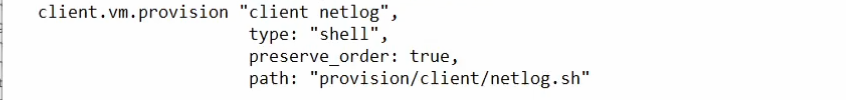 client.vm.provision "client netlog",
type: "shell",
preserve_order: true,
path: "provision/client/netlog.sh"